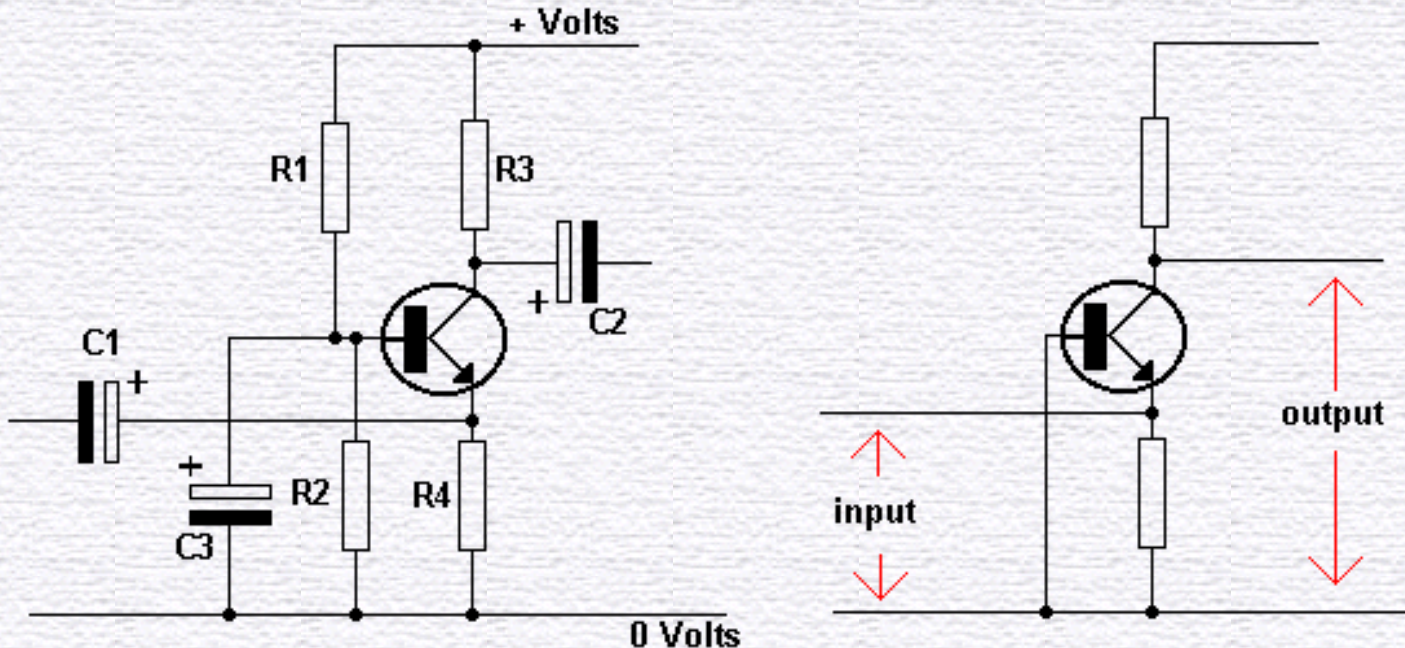 + Volts
R1
R3
+
C2
C1
+
+
R2
R4
C3
0 Volts
input
output